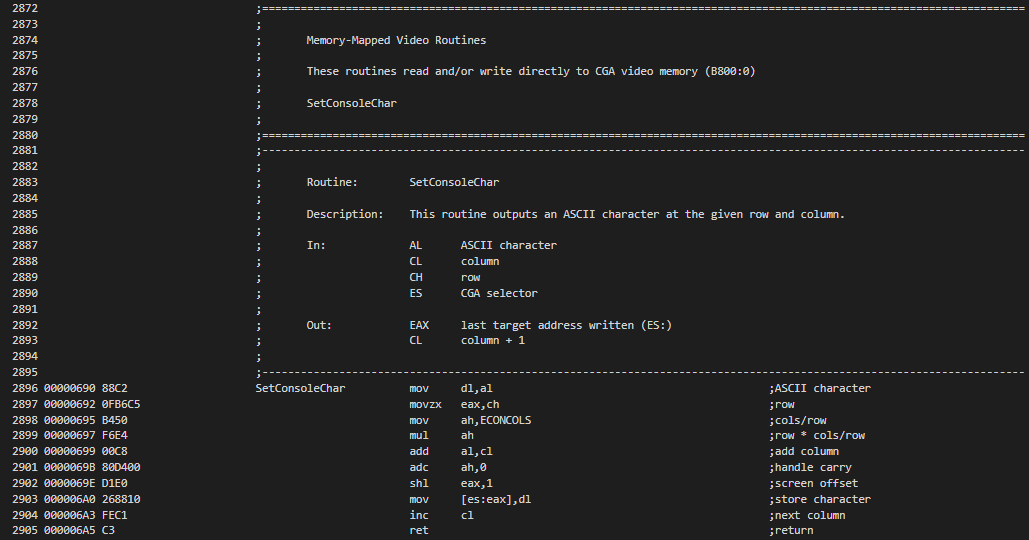 2872 ;=======================================================================================================================
2873 ;
2874 ; Memory-Mapped Video Routines
2875 ;
2876 ; These routines read and/or write directly to CGA video memory (B800:0)
2877 ;
2878 ; SetConsoleChar
2879 ;
2880 ;=======================================================================================================================
2881 ;-----------------------------------------------------------------------------------------------------------------------
2882 ;
2883 ; Routine: SetConsoleChar
2884 ;
2885 ; Description: This routine outputs an ASCII character at the given row and column.
2886 ;
2887 ; In: AL ASCII character
2888 ; CL column
2889 ; CH row
2890 ; ES CGA selector
2891 ;
2892 ; Out: EAX last target address written (ES:)
2893 ; CL column + 1
2894 ;
2895 ;-----------------------------------------------------------------------------------------------------------------------
2896 00000690 88C2 SetConsoleChar mov dl,al ;ASCII character
2897 00000692 0FB6C5 movzx eax,ch ;row
2898 00000695 B450 mov ah,ECONCOLS ;cols/row
2899 00000697 F6E4 mul ah ;row * cols/row
2900 00000699 00C8 add al,cl ;add column
2901 0000069B 80D400 adc ah,0 ;handle carry
2902 0000069E D1E0 shl eax,1 ;screen offset
2903 000006A0 268810 mov [es:eax],dl ;store character
2904 000006A3 FEC1 inc cl ;next column
2905 000006A5 C3 ret ;return